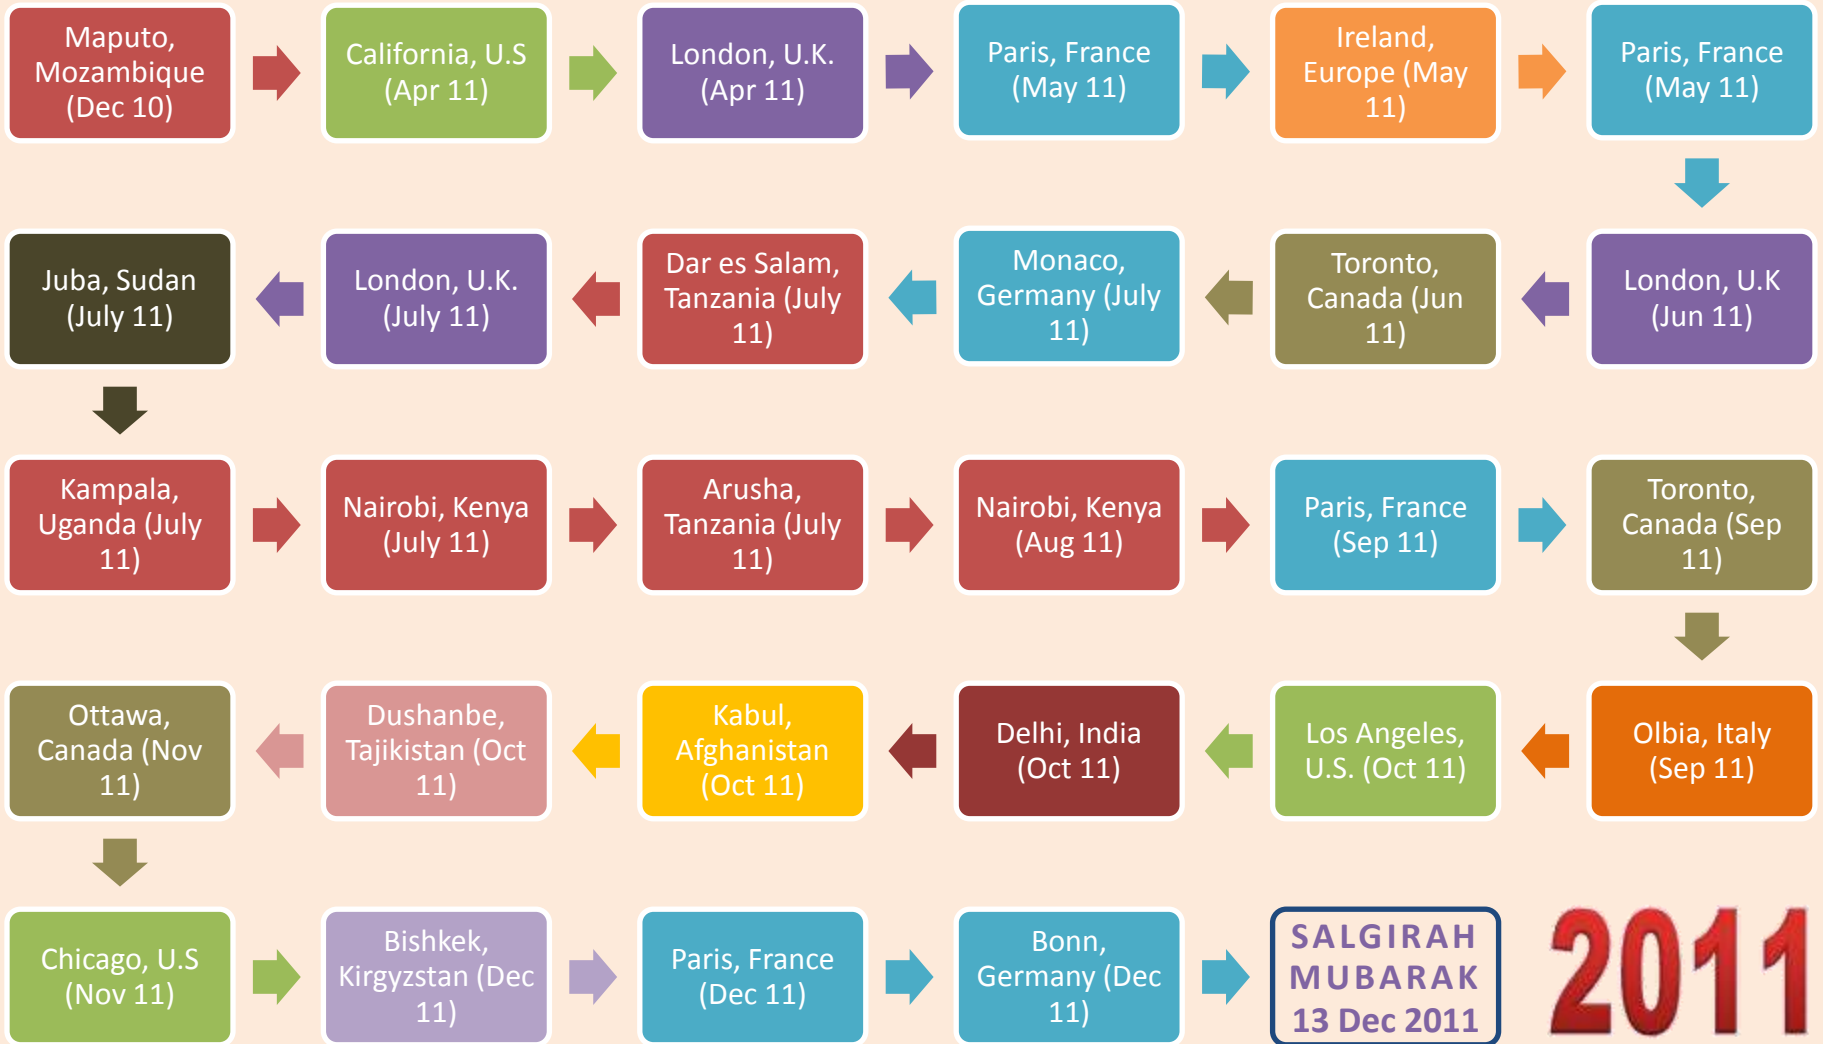 Maputo,
Mozambique
(Dec 10)
California, U.S
(Apr 11)
London, U.K.
(Apr 11)
Paris, France
(May 11)
Ireland,
Europe (May
11)
Paris, France
(May 11)
London, U.K
(Jun 11)
Toronto,
Canada (Jun
11)
Monaco,
Germany (July
11)
Dar es Salam,
Tanzania (July
11)
London, U.K.
(July 11)
Juba, Sudan
(July 11)
Kampala,
Uganda (July
11)
Nairobi, Kenya
(July 11)
Arusha,
Tanzania (July
11)
Nairobi, Kenya
(Aug 11)
Paris, France
(Sep 11)
Toronto,
Canada (Sep
11)
Olbia, Italy
(Sep 11)
Los Angeles,
U.S. (Oct 11)
Delhi, India
(Oct 11)
Kabul,
Afghanistan
(Oct 11)
Dushanbe,
Tajikistan (Oct
11)
Ottawa,
Canada (Nov
11)
Chicago, U.S
(Nov 11)
Bishkek,
Kirgyzstan (Dec
11)
Paris, France
(Dec 11)
Bonn,
Germany (Dec
11)
SALGIRAH
MUBARAK
13 Dec 2011
2011